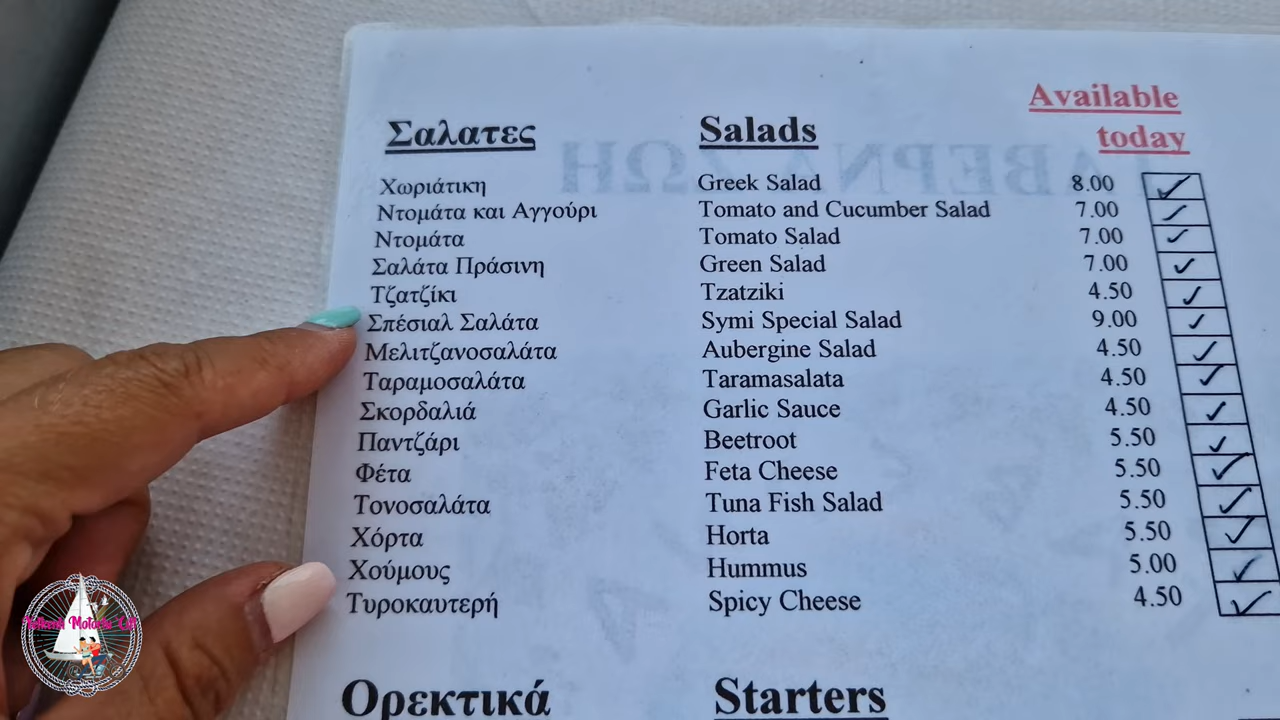 Σαλατες Salads Available today
Χωριάτικη Greek Salad 8.00
Ντομάτα και Αγγούρι Tomato and Cucumber Salad 7.00
Ντομάτα Tomato Salad 7.00
Σαλάτα Πράσινη Green Salad 7.00
Τζατζίκι Tzatziki 4.50
Σπέσιαλ Σαλάτα Symi Special Salad 9.00
Μελιτζανοσαλάτα Aubergine Salad 4.50
Ταραμοσαλάτα Taramasalata 4.50
Σκορδαλιά Garlic Sauce 4.50
Παντζάρι Beetroot 5.50
Φέτα Feta Cheese 5.50
Τονοσαλάτα Tuna Fish Salad 5.50
Χόρτα Horta 5.50
Χούμους Hummus 5.00
Τυροκαυτερή Spicy Cheese 4.50
Ορεκτικά Starters